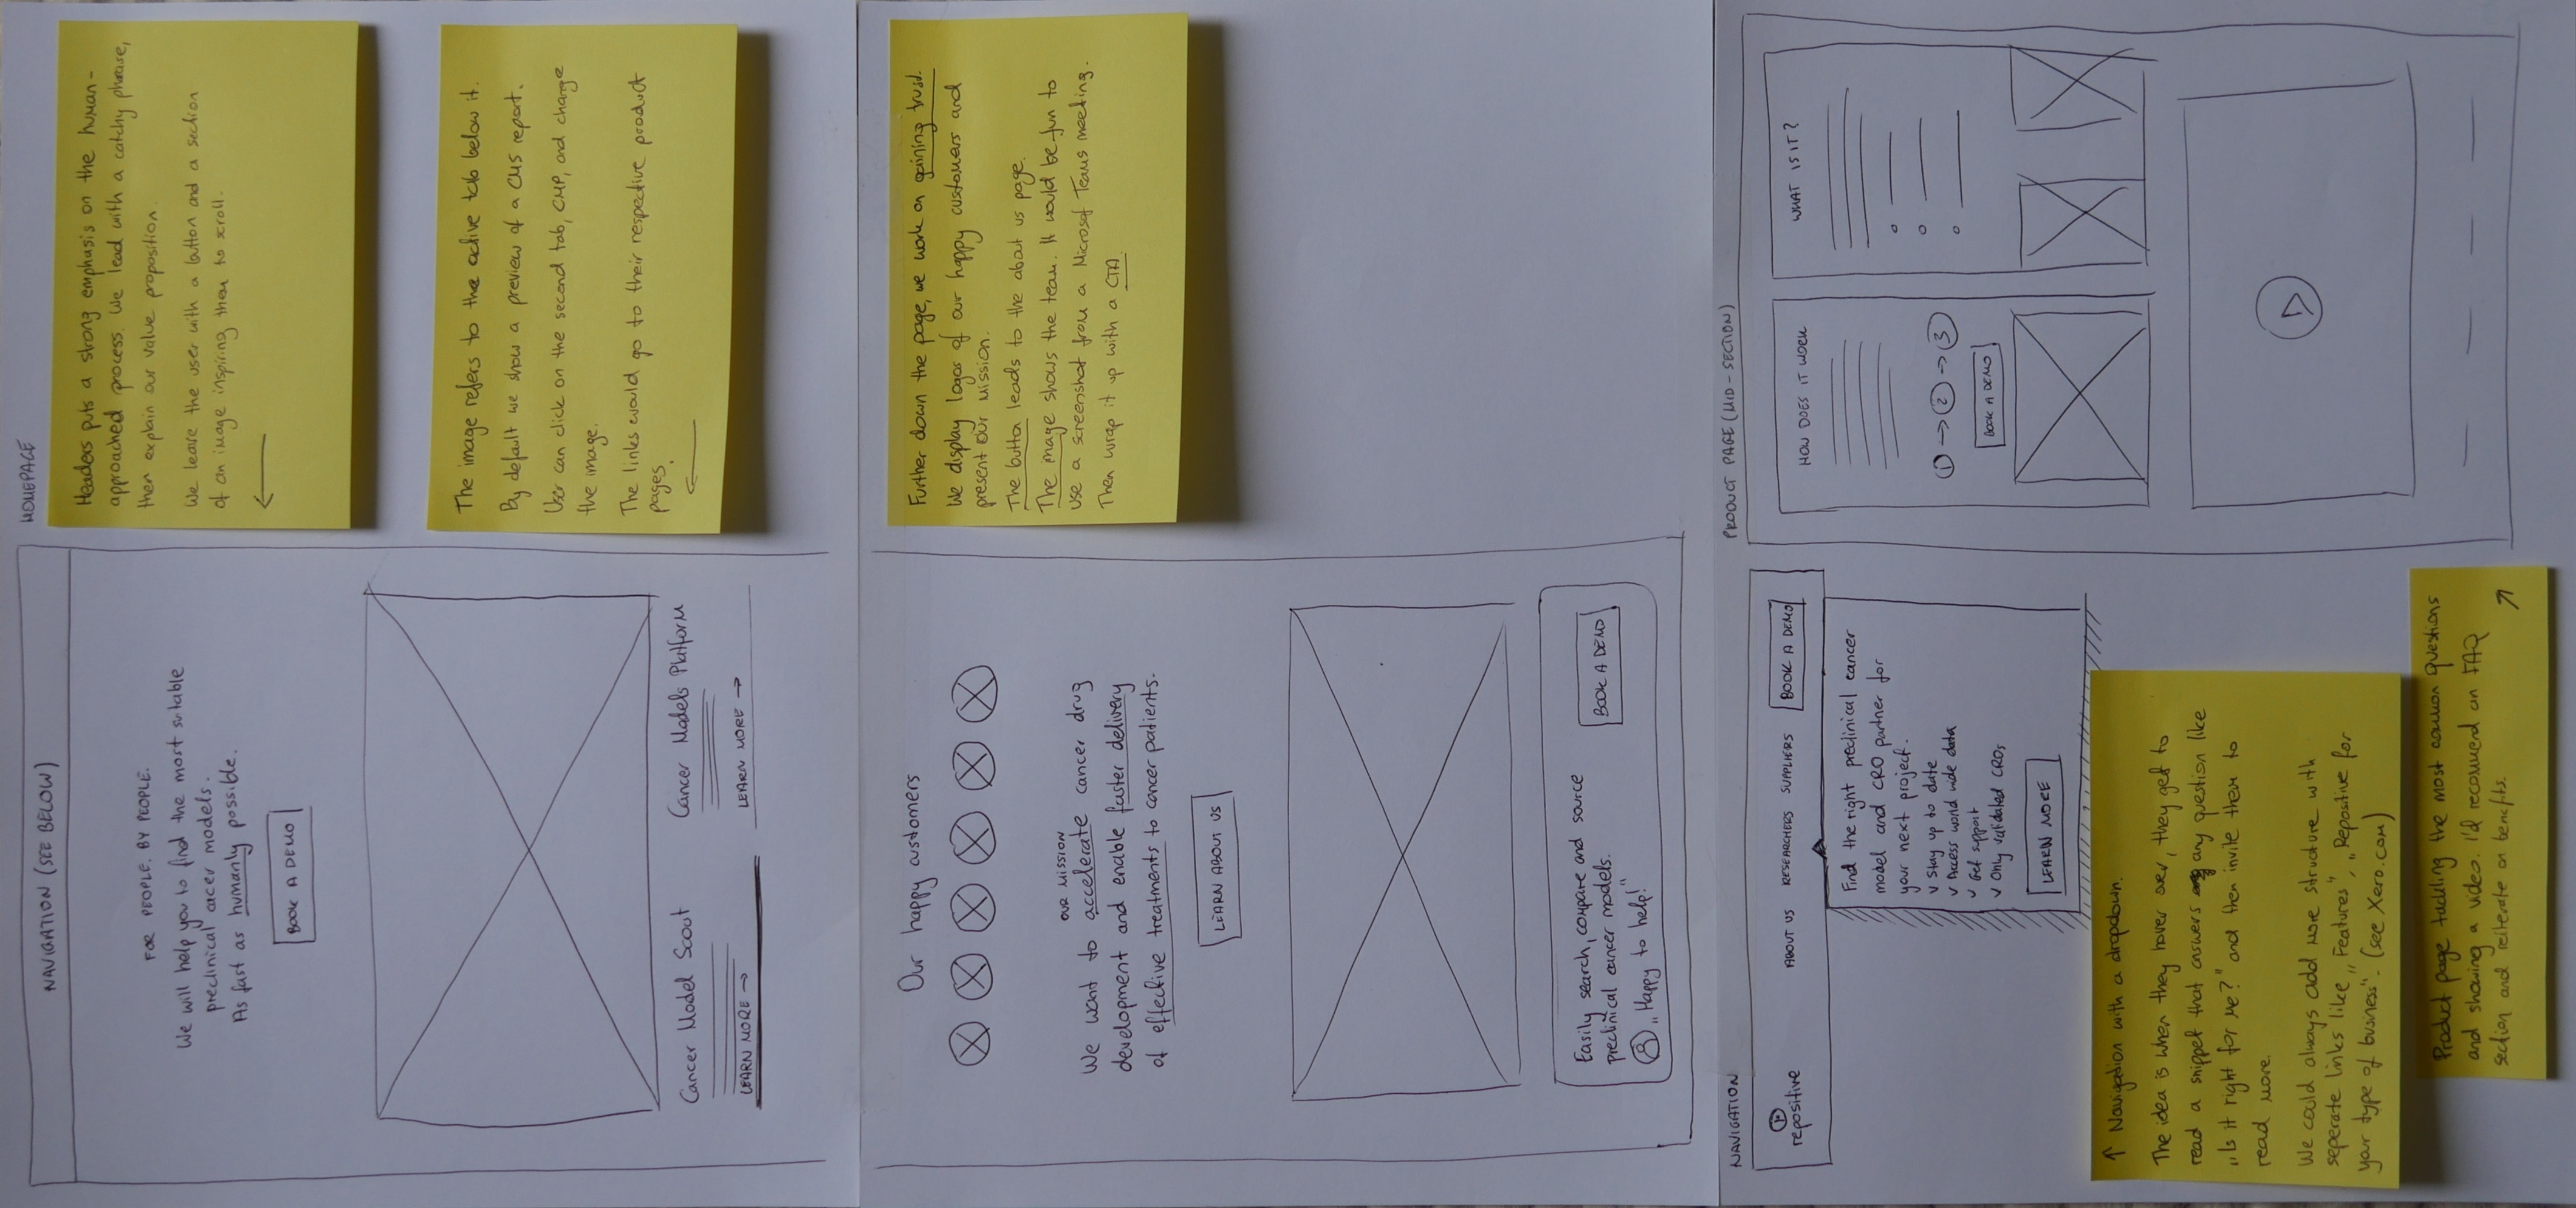 NAVIGATION (SEE BELOW)
FOR PEOPLE. BY PEOPLE.
We will help you to find the most suitable
preclinical cacer models.
As fast as humanly possible.
BOOK A DEMO
Cancer Model Scout
LEARN MORE →
Cancer Models Platform
LEARN MORE →
HOMEPAGE
Headers puts a strong emphasis on the human-
approached process. We lead with a catchy phrase,
then explain our value proposition.
We leave the user with a button and a section
of an image inspiring them to scroll.
←
The image refers to the active tab below it.
By default we show a preview of a CMS report.
User can click on the second tab, CMP, and change
the image.
The links would go to their respective product
pages.
←
Our happy customers
OUR MISSION
We want to accelerate cancer drug
development and enable faster delivery
of effective treatments to cancer patients.
LEARN ABOUT US
Easily search, compare and source
preclinical cancer models.
„Happy to help!"
BOOK A DEMO
Further down the page, we work on gaining trust.
We display logos of our happy customers and
present our mission.
The button leads to the about us page.
The image shows the team. It would be fun to
use a screenshot from a Microsof Teams meeting.
Then wrap it up with a CTA.
NAVIGATION
repositive
ABOUT US RESEARCHERS SUPPLIERS BOOK A DEMO
Find the right preclinical cancer
model and CRO partner for
your next project.
v Stay up to date
v Access world wide data
v Get support
v Only validated CROs
LEARN MORE
↑ Navigation with a dropdown.
The idea is when they hover over, they get to
read a snippet that answers any question like
„Is it right for me?" and then invite them to
read more.
We could always add more structure with
seperate links like „Features", „Repositive for
your type of business". (see Xero.com)
Product page tackling the most common questions
and showing a video. I'd recommend an FAQ
section and reiterate on benefits.
↗
PRODUCT PAGE (MID-SECTION)
HOW DOES IT WORK
1 → 2 → 3
BOOK A DEMO
WHAT IS IT?